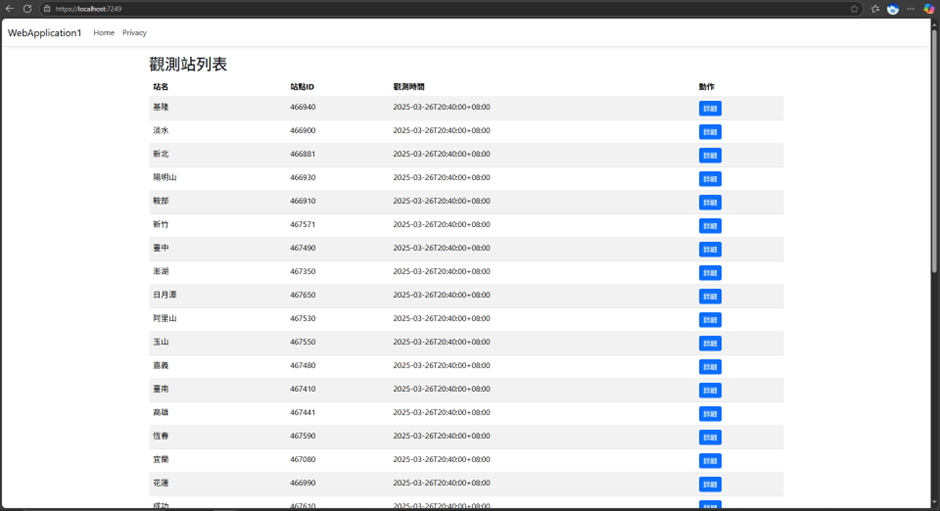 https://localhost:7249
WebApplication1 Home Privacy
觀測站列表
站名 站點ID 觀測時間 動作
基隆 466940 2025-03-26T20:40:00+08:00 詳細
淡水 466900 2025-03-26T20:40:00+08:00 詳細
新北 466881 2025-03-26T20:40:00+08:00 詳細
陽明山 466930 2025-03-26T20:40:00+08:00 詳細
鞍部 466910 2025-03-26T20:40:00+08:00 詳細
新竹 467571 2025-03-26T20:40:00+08:00 詳細
臺中 467490 2025-03-26T20:40:00+08:00 詳細
澎湖 467350 2025-03-26T20:40:00+08:00 詳細
日月潭 467650 2025-03-26T20:40:00+08:00 詳細
阿里山 467530 2025-03-26T20:40:00+08:00 詳細
玉山 467550 2025-03-26T20:40:00+08:00 詳細
嘉義 467480 2025-03-26T20:40:00+08:00 詳細
臺南 467410 2025-03-26T20:40:00+08:00 詳細
高雄 467441 2025-03-26T20:40:00+08:00 詳細
恆春 467590 2025-03-26T20:40:00+08:00 詳細
宜蘭 467080 2025-03-26T20:40:00+08:00 詳細
花蓮 466990 2025-03-26T20:40:00+08:00 詳細
成功 467610 2025-03-26T20:40:00+08:00 詳細